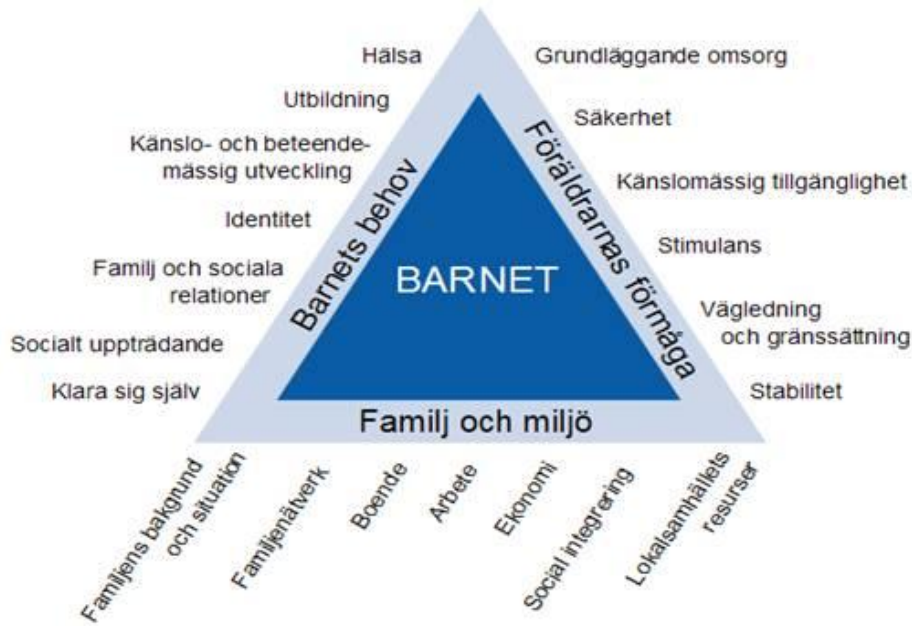 Hälsa
Utbildning
Känslo- och beteende-
mässig utveckling
Identitet
Familj och sociala
relationer
Socialt uppträdande
Klara sig själv
Barnets behov
BARNET
Föräldrarnas förmåga
Grundläggande omsorg
Säkerhet
Känslomässig tillgänglighet
Stimulans
Vägledning
och gränssättning
Stabilitet
Familj och miljö
Familjens bakgrund
och situation
Familjenätverk
Boende
Arbete
Ekonomi
Social integrering
Lokalsamhällets
resurser